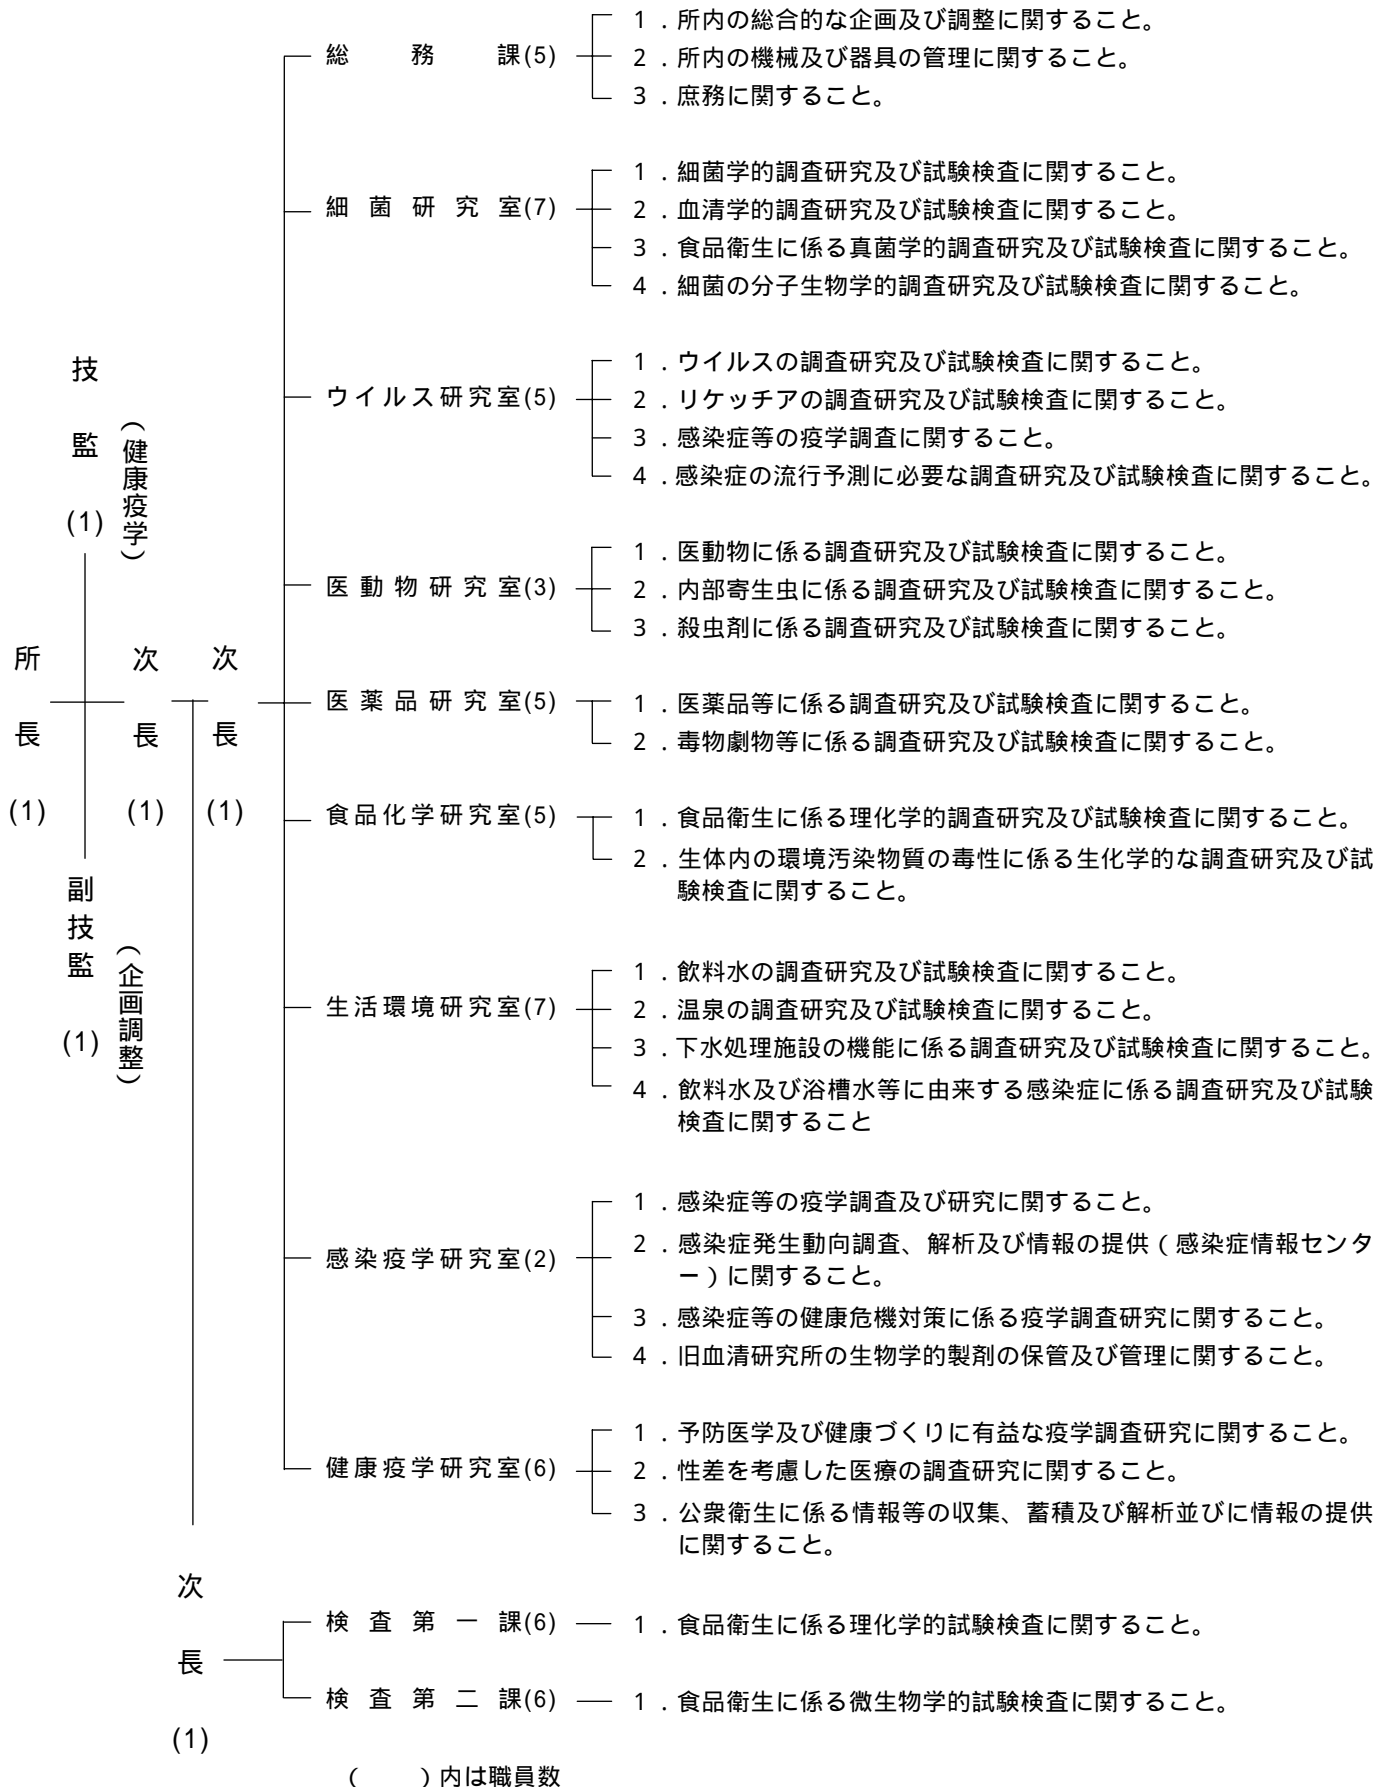 所長(1)
技監(1)
(健康疫学)
副技監(1)
(企画調整)
次長(1)
次長(1)
総務課(5)
1．所内の総合的な企画及び調整に関すること。
2．所内の機械及び器具の管理に関すること。
3．庶務に関すること。
細菌研究室(7)
1．細菌学的調査研究及び試験検査に関すること。
2．血清学的調査研究及び試験検査に関すること。
3．食品衛生に係る真菌学的調査研究及び試験検査に関すること。
4．細菌の分子生物学的調査研究及び試験検査に関すること。
ウイルス研究室(5)
1．ウイルスの調査研究及び試験検査に関すること。
2．リケッチアの調査研究及び試験検査に関すること。
3．感染症等の疫学調査に関すること。
4．感染症の流行予測に必要な調査研究及び試験検査に関すること。
医動物研究室(3)
1．医動物に係る調査研究及び試験検査に関すること。
2．内部寄生虫に係る調査研究及び試験検査に関すること。
3．殺虫剤に係る調査研究及び試験検査に関すること。
医薬品研究室(5)
1．医薬品等に係る調査研究及び試験検査に関すること。
2．毒物劇物等に係る調査研究及び試験検査に関すること。
食品化学研究室(5)
1．食品衛生に係る理化学的調査研究及び試験検査に関すること。
2．生体内の環境汚染物質の毒性に係る生化学的な調査研究及び試
験検査に関すること。
生活環境研究室(7)
1．飲料水の調査研究及び試験検査に関すること。
2．温泉の調査研究及び試験検査に関すること。
3．下水処理施設の機能に係る調査研究及び試験検査に関すること。
4．飲料水及び浴槽水等に由来する感染症に係る調査研究及び試験
検査に関すること
感染疫学研究室(2)
1．感染症等の疫学調査及び研究に関すること。
2．感染症発生動向調査、解析及び情報の提供（感染症情報センタ
ー）に関すること。
3．感染症等の健康危機対策に係る疫学調査研究に関すること。
4．旧血清研究所の生物学的製剤の保管及び管理に関すること。
健康疫学研究室(6)
1．予防医学及び健康づくりに有益な疫学調査研究に関すること。
2．性差を考慮した医療の調査研究に関すること。
3．公衆衛生に係る情報等の収集、蓄積及び解析並びに情報の提供
に関すること。
次長(1)
検査第一課(6)
1．食品衛生に係る理化学的試験検査に関すること。
検査第二課(6)
1．食品衛生に係る微生物学的試験検査に関すること。
（　　）内は職員数